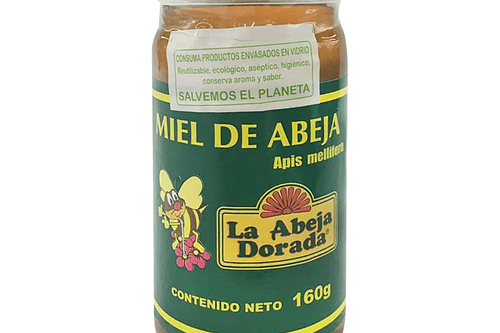 CONSUMA PRODUCTOS ENVASADOS EN VIDRIO
Reutilizable, ecológico, aséptico, higiénico,
conserva aroma y sabor.
SALVEMOS EL PLANETA
MIEL DE ABEJA
Apis mellifera
La Abeja
Dorada®
CONTENIDO NETO 160g